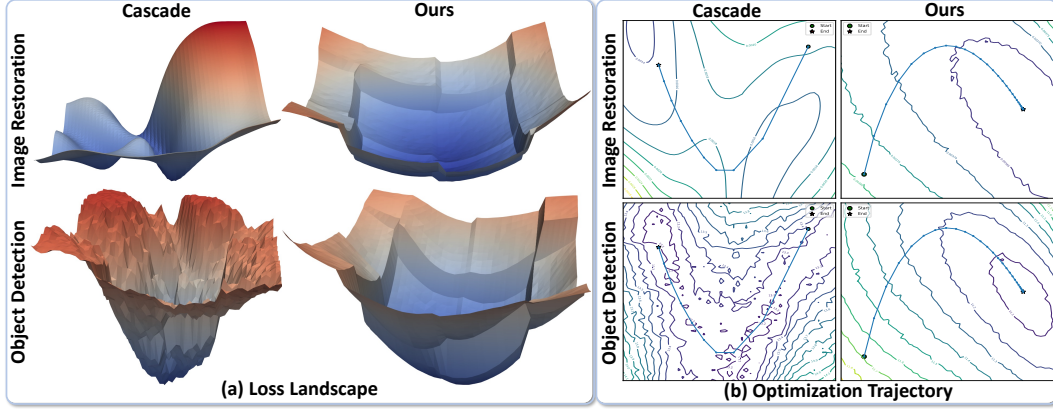 Cascade
Ours
Cascade
Ours
Image Restoration
Image Restoration
Start
End
Start
End
Object Detection
Object Detection
Start
End
Start
End
(a) Loss Landscape
(b) Optimization Trajectory